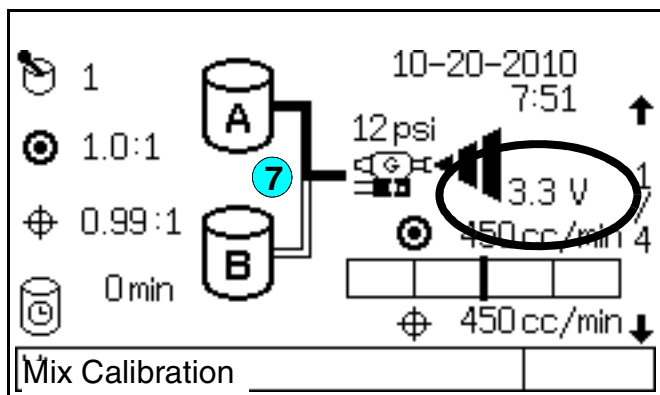 1
1.0:1
0.99:1
0 min
A
B
7
10-20-2010
7:51
12 psi
G
3.3 V
450 cc/min
450 cc/min
1/4
Mix Calibration